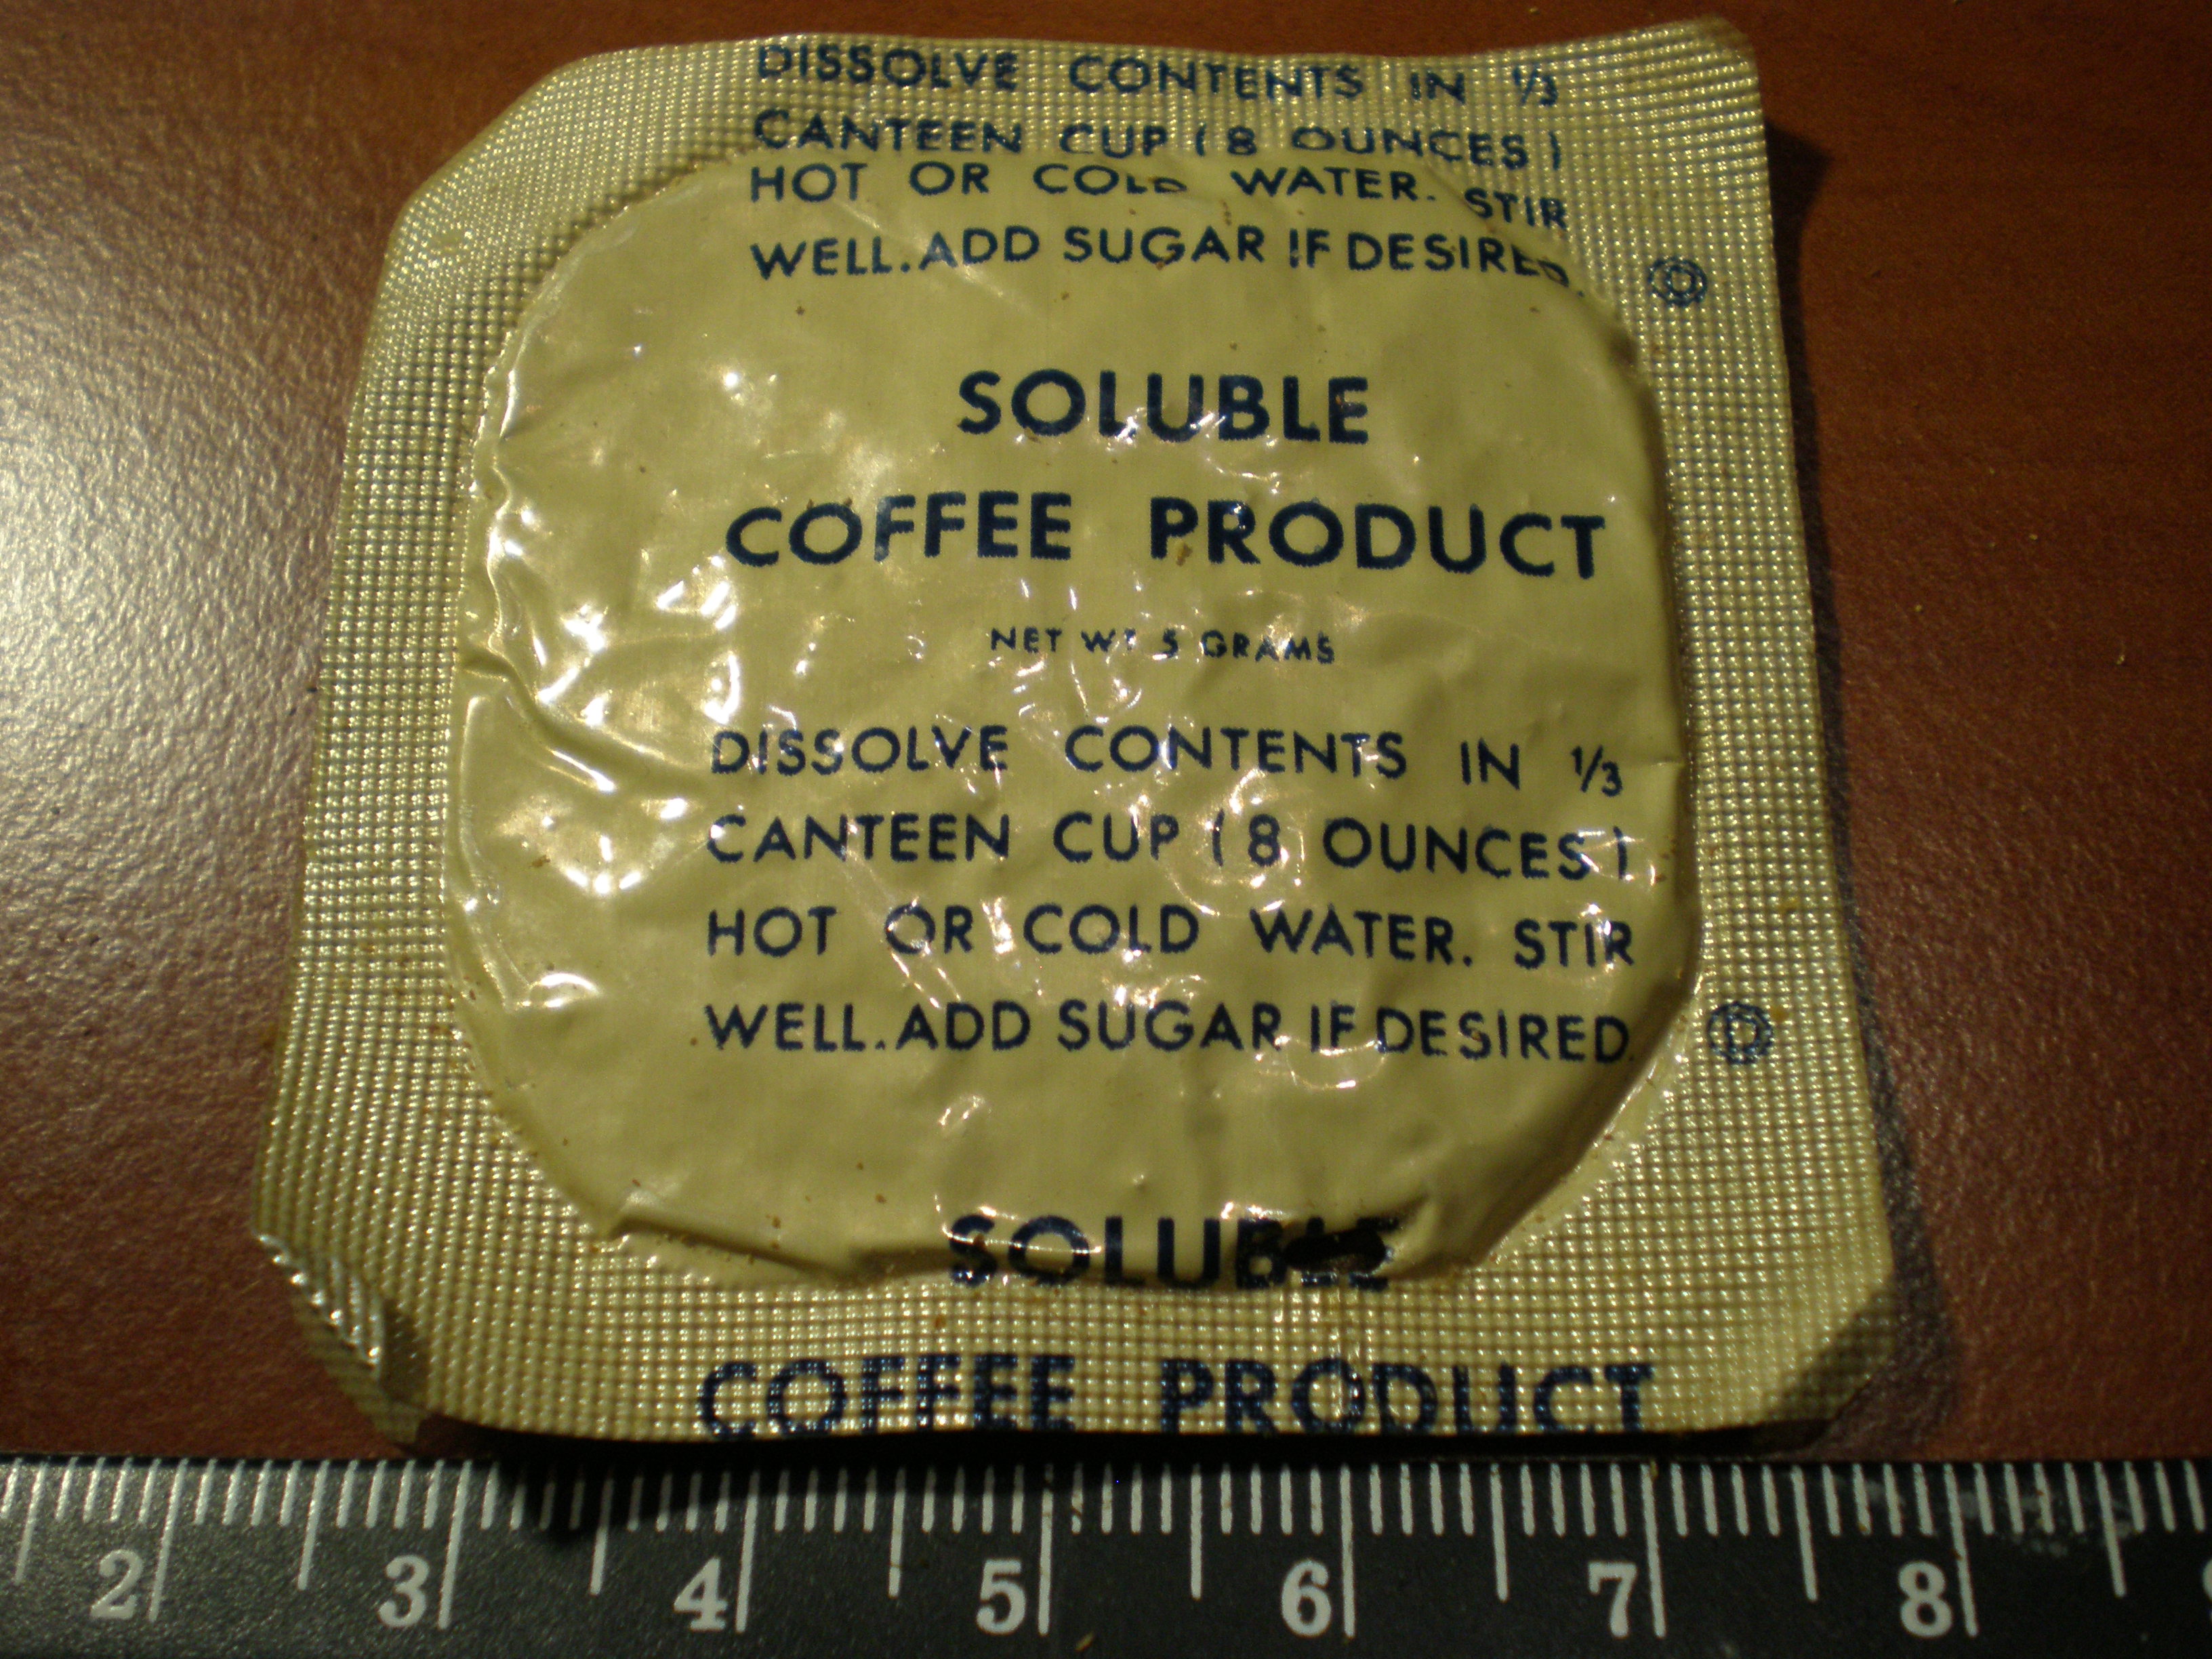 DISSOLVE CONTENTS IN 1/3
CANTEEN CUP (8 OUNCES)
HOT OR COLD WATER. STIR
WELL. ADD SUGAR IF DESIRED.
SOLUBLE
COFFEE PRODUCT
NET WT 5 GRAMS
DISSOLVE CONTENTS IN 1/3
CANTEEN CUP (8 OUNCES)
HOT OR COLD WATER. STIR
WELL. ADD SUGAR IF DESIRED.
D
SOLUBLE
COFFEE PRODUCT
2 3 4 5 6 7 8